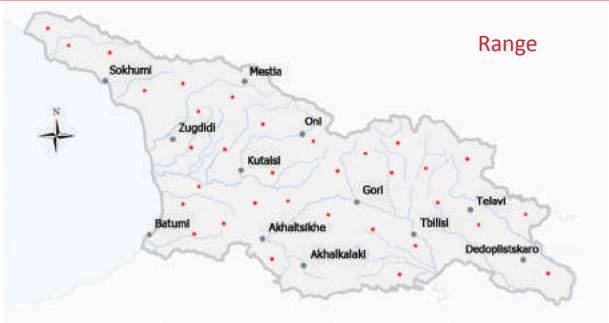 Range
Sokhumi
Mestia
N
Zugdidi
Oni
Kutaisi
Gori
Telavi
Batumi
Akhaltsikhe
Tbilisi
Akhalkalaki
Dedoplistskaro